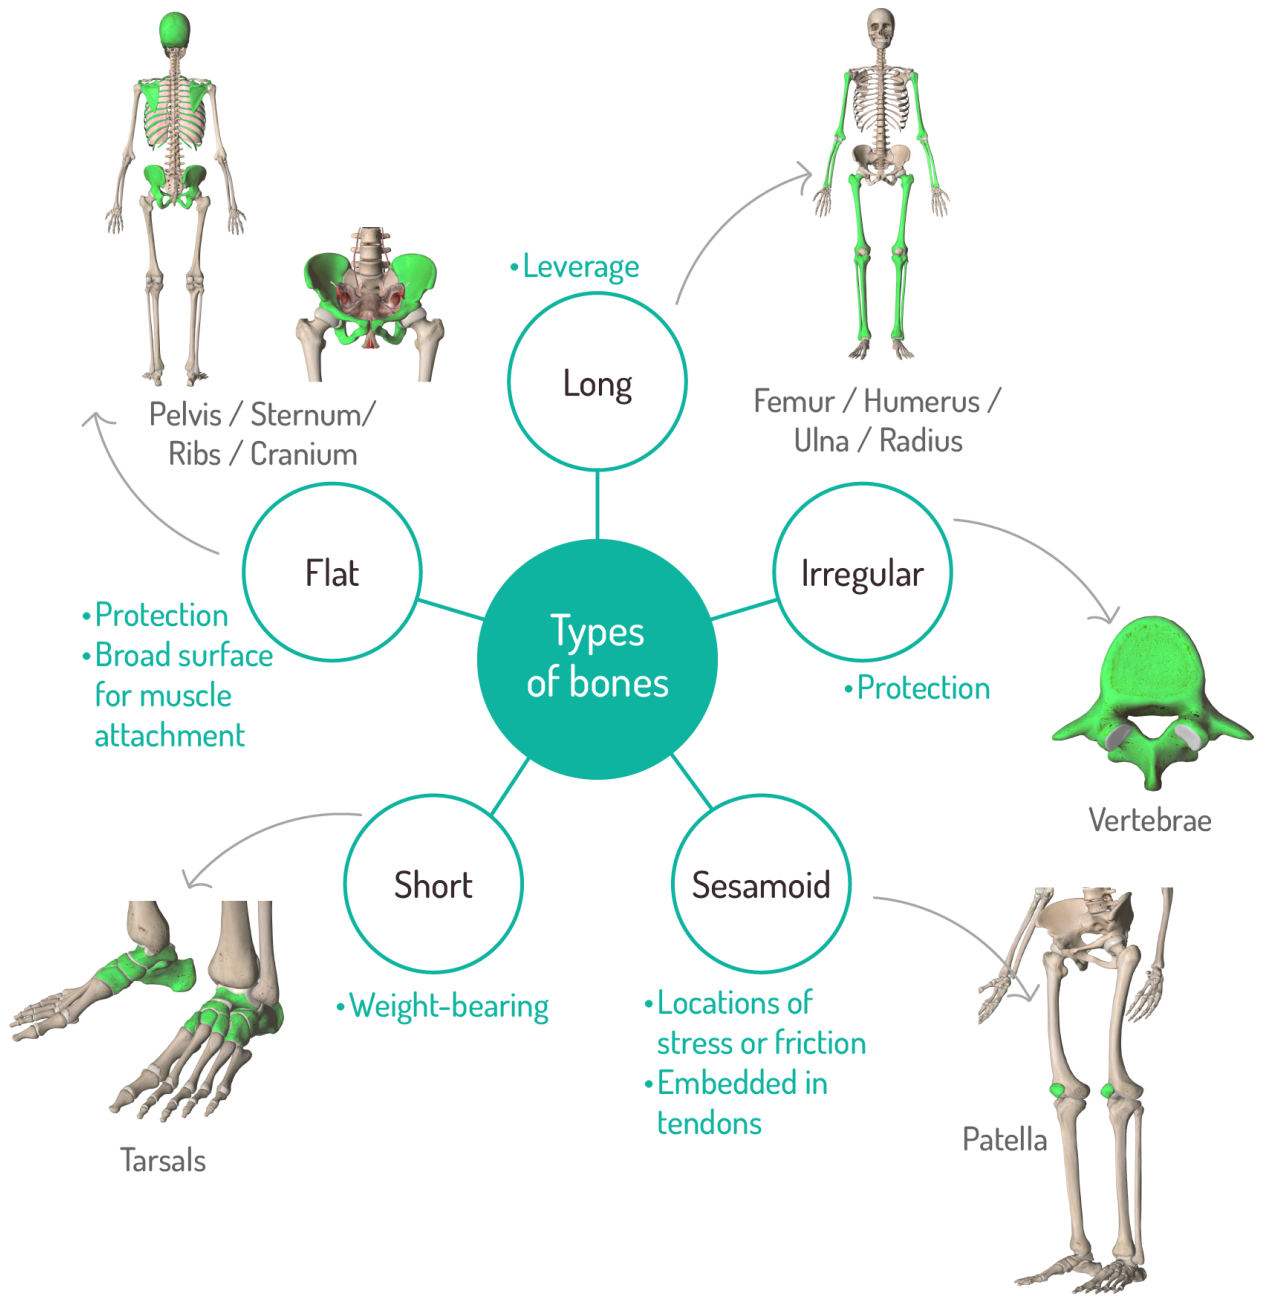 • Leverage
Long
Femur / Humerus /
Ulna / Radius
Pelvis / Sternum/
Ribs / Cranium
Flat
• Protection
• Broad surface
for muscle
attachment
Types
of bones
Irregular
• Protection
Vertebrae
Short
• Weight-bearing
Tarsals
Sesamoid
• Locations of
stress or friction
• Embedded in
tendons
Patella